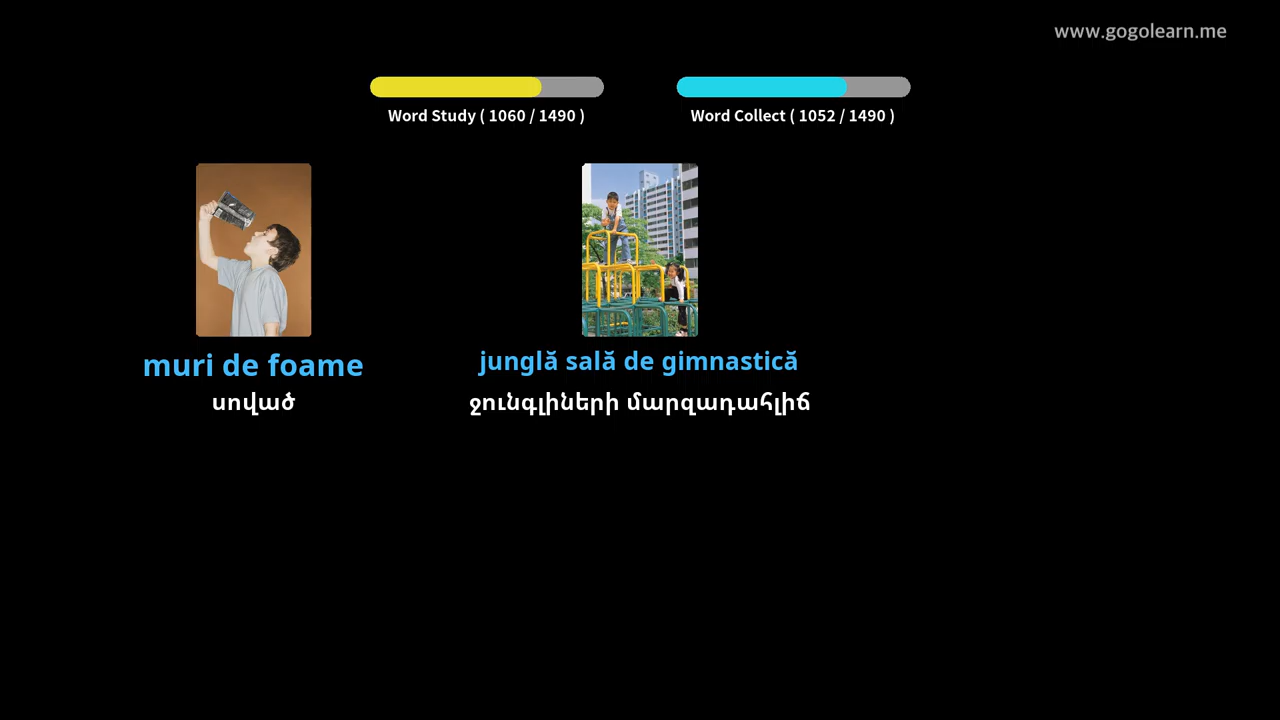 www.gogolearn.me
Word Study ( 1060 / 1490 )
Word Collect ( 1052 / 1490 )
muri de foame
սոված
junglă sală de gimnastică
ջունգլիների մարզադահլիճ